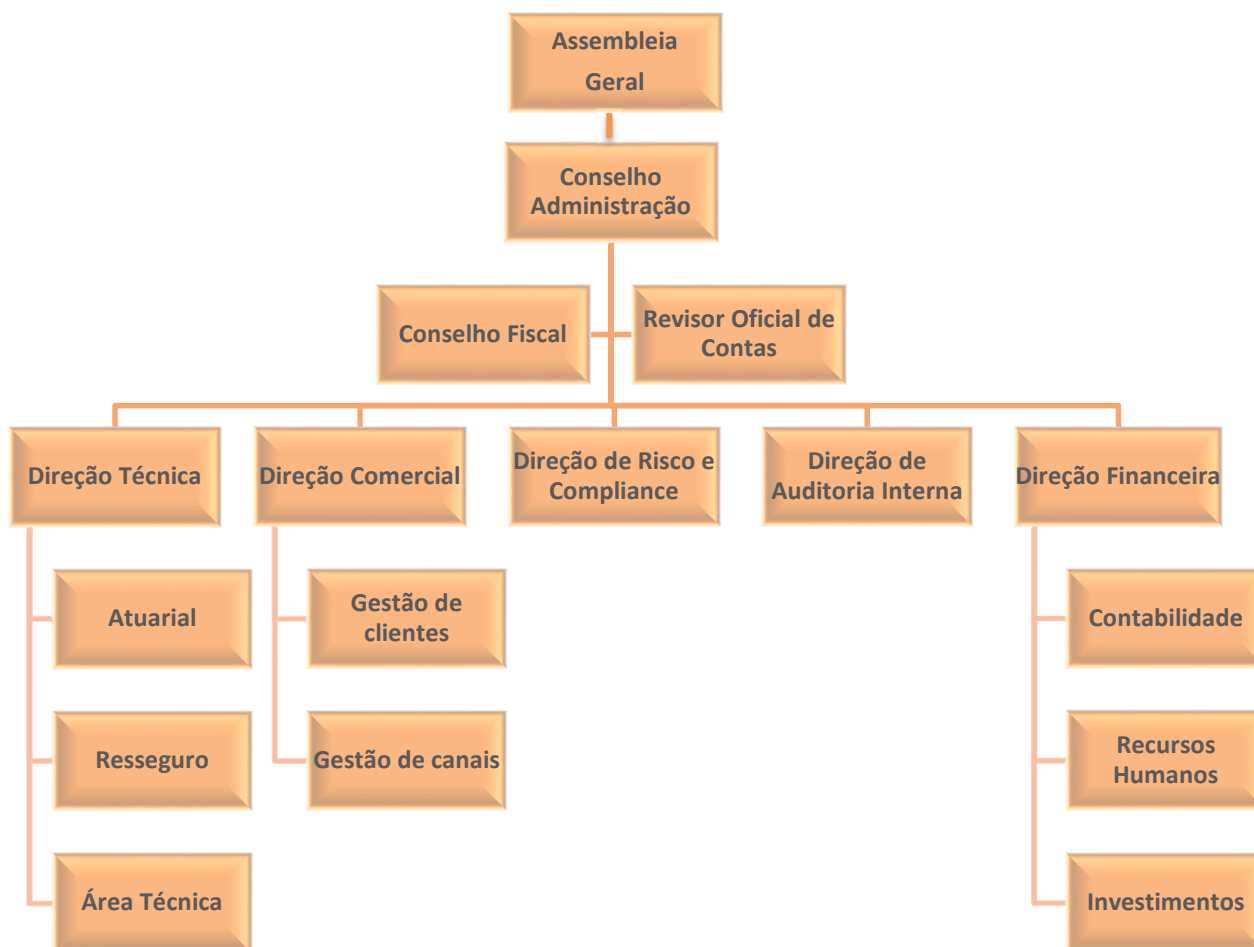 Assembleia
Geral
Conselho
Administração
Conselho Fiscal
Revisor Oficial de
Contas
Direção Técnica
Direção Comercial
Direção de Risco e
Compliance
Direção de
Auditoria Interna
Direção Financeira
Atuarial
Gestão de
clientes
Contabilidade
Resseguro
Gestão de canais
Recursos
Humanos
Área Técnica
Investimentos